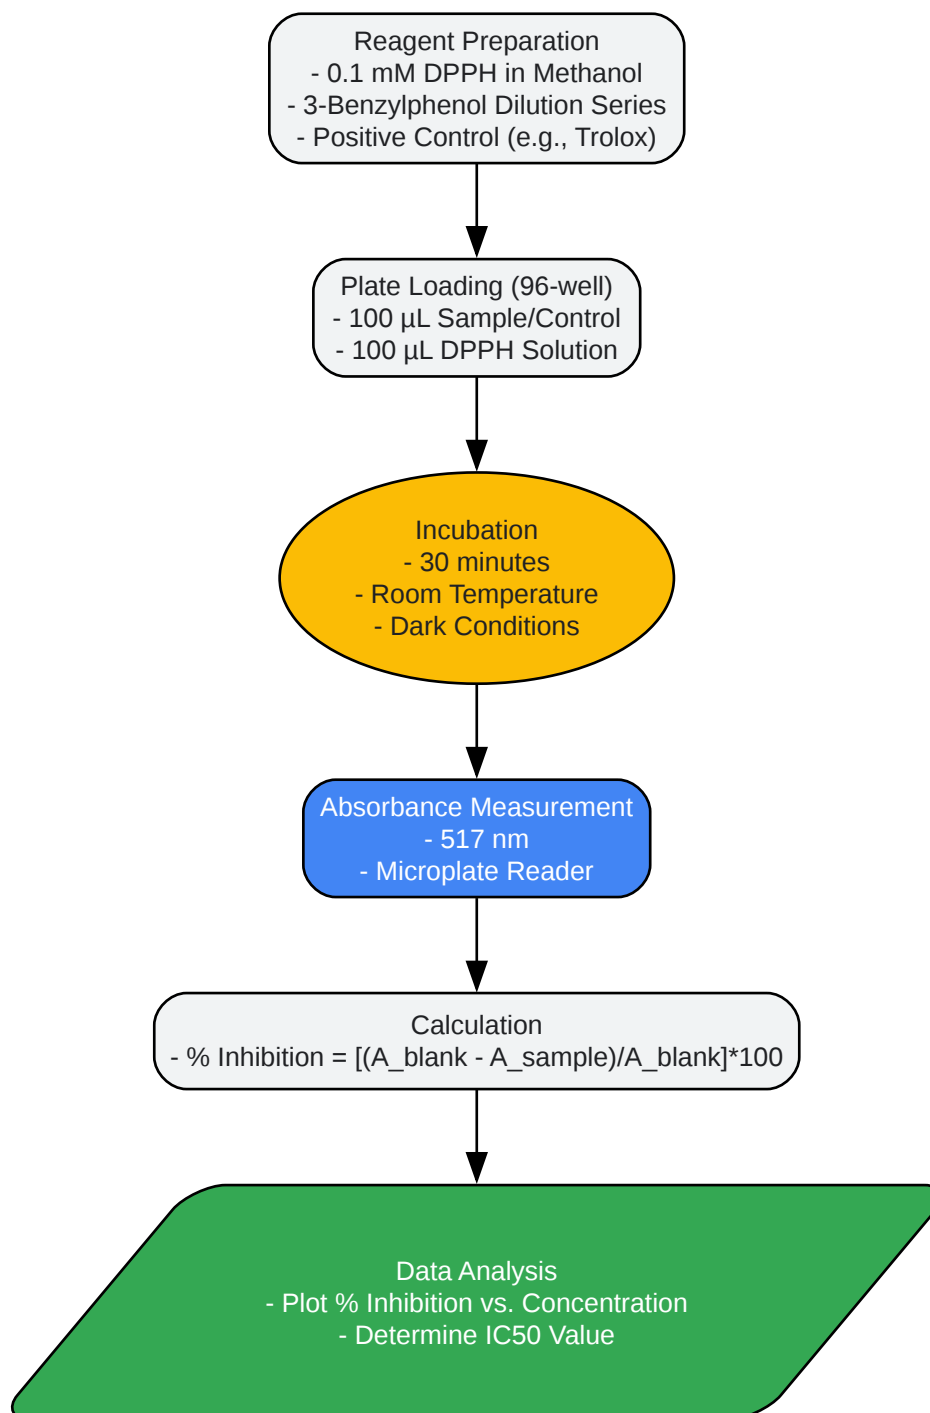 Reagent Preparation
- 0.1 mM DPPH in Methanol
- 3-Benzylphenol Dilution Series
- Positive Control (e.g., Trolox)
Plate Loading (96-well)
- 100 µL Sample/Control
- 100 µL DPPH Solution
Incubation
- 30 minutes
- Room Temperature
- Dark Conditions
Absorbance Measurement
- 517 nm
- Microplate Reader
Calculation
- % Inhibition = [(A_blank - A_sample)/A_blank]*100
Data Analysis
- Plot % Inhibition vs. Concentration
- Determine IC50 Value